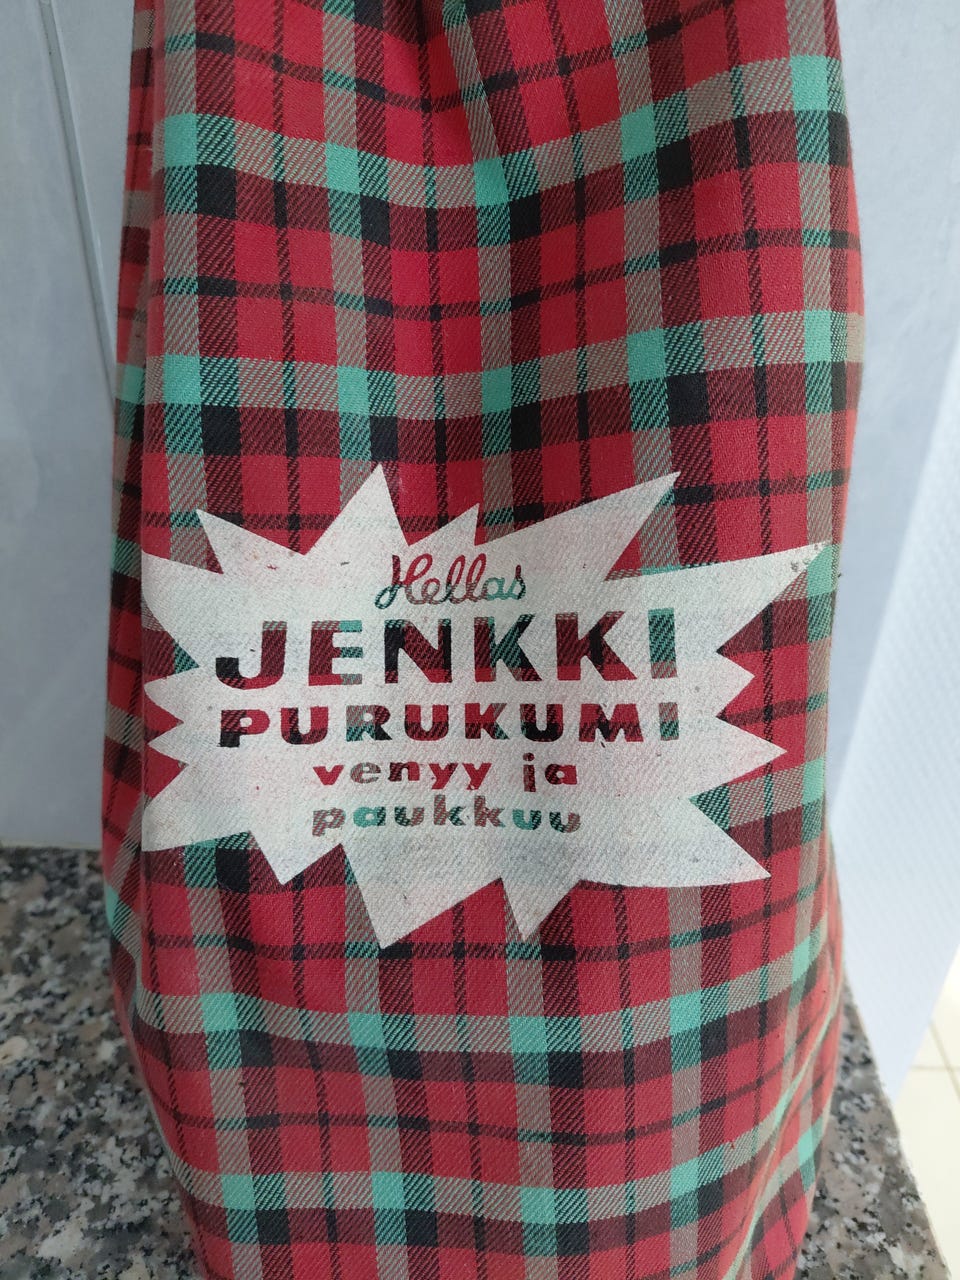 Hellas
JENKKI
PURUKUMI
venyy ja
paukkuu